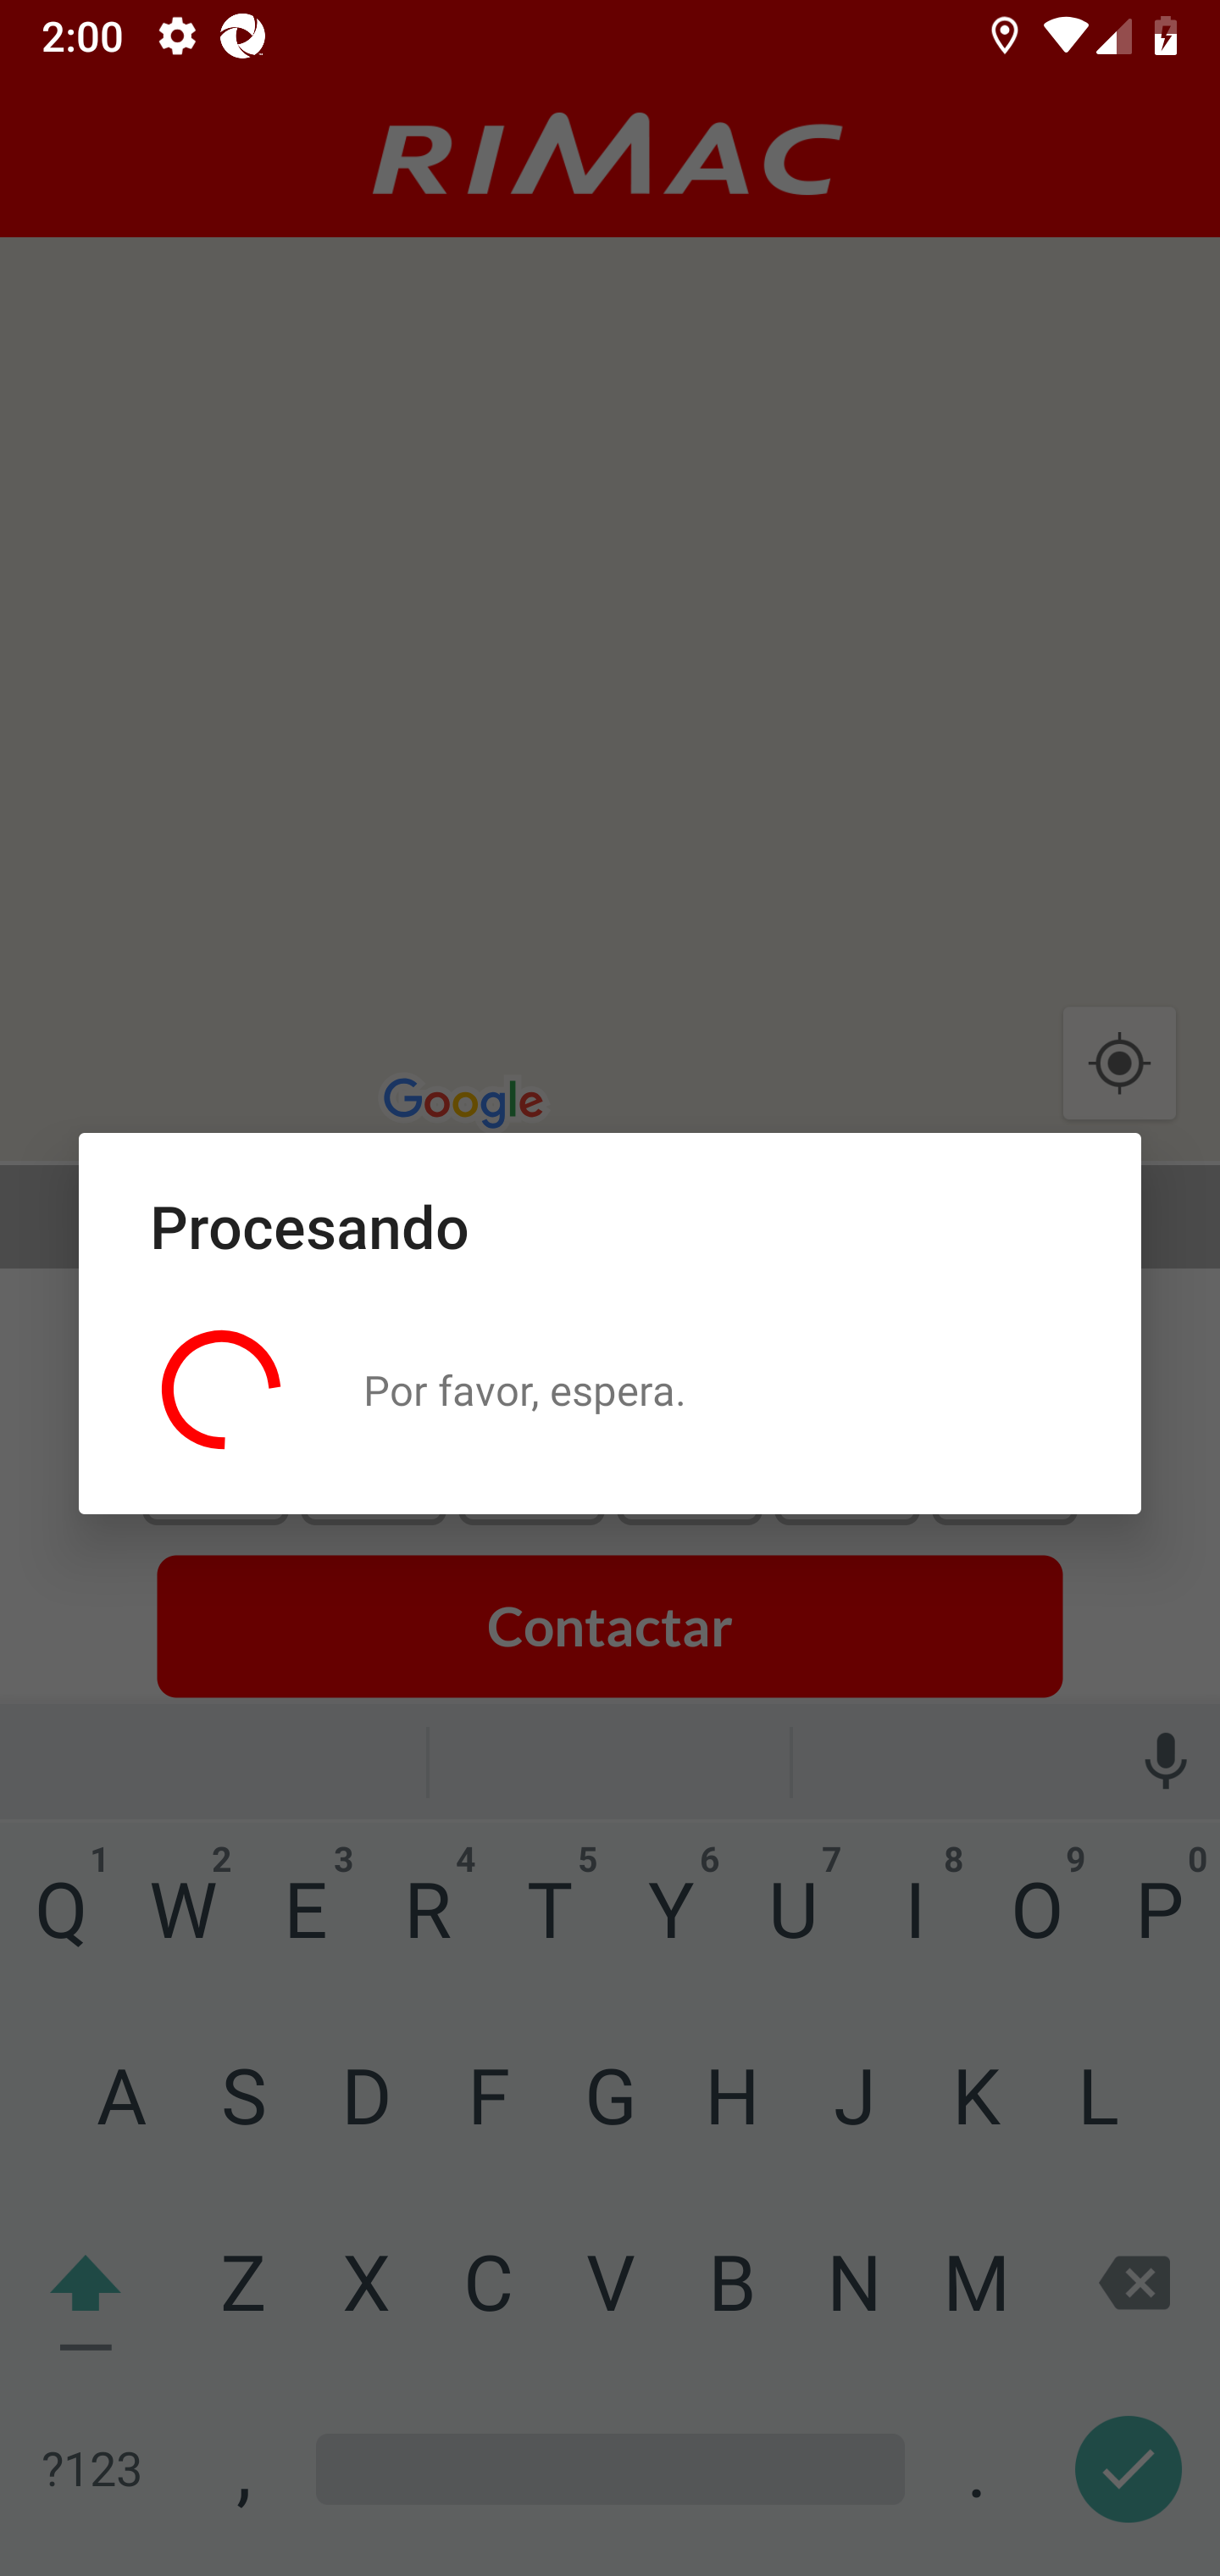 2:00
RIMAC
Google
Procesando
Por favor, espera.
Contactar
1 2 3 4 5 6 7 8 9 0
Q W E R T Y U I O P
A S D F G H J K L
Z X C V B N M
?123 , .